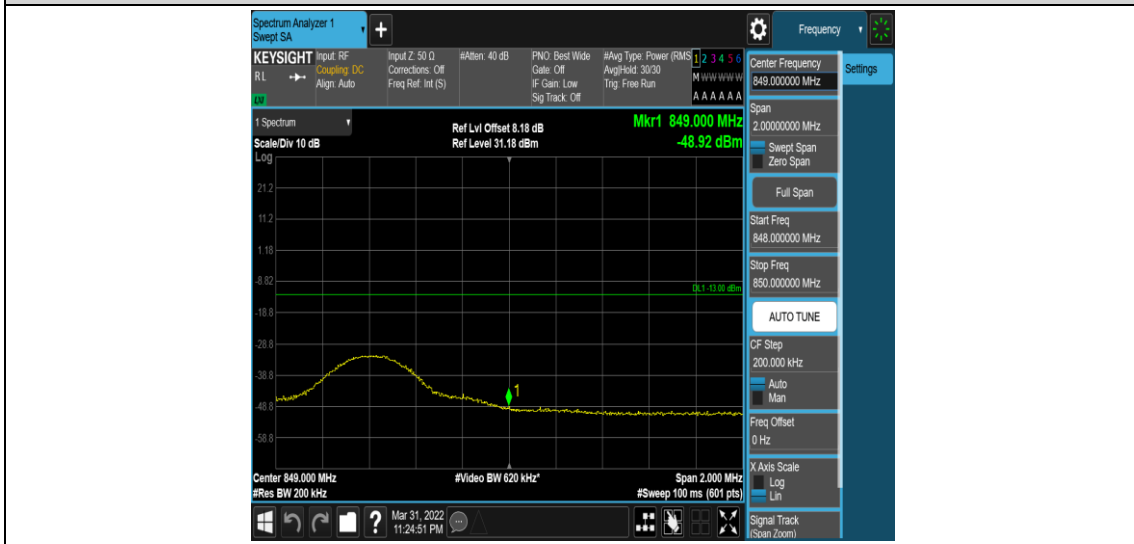 Spectrum Analyzer 1
Swept SA
+
Frequency
KEYSIGHT
RL
LXI
Input: RF
Coupling: DC
Align: Auto
Input Z: 50 Ω
Corrections: Off
Freq Ref: Int (S)
#Atten: 40 dB
PNO: Best Wide
Gate: Off
IF Gain: Low
Sig Track: Off
#Avg Type: Power (RMS
Avg|Hold: 30/30
Trig: Free Run
1 2 3 4 5 6
M W W W W W
A A A A A A
Center Frequency
849.000000 MHz
Settings
Span
2.00000000 MHz
Swept Span
Zero Span
Full Span
Start Freq
848.000000 MHz
Stop Freq
850.000000 MHz
AUTO TUNE
CF Step
200.000 kHz
Auto
Man
Freq Offset
0 Hz
X Axis Scale
Log
Lin
Signal Track
(Span Zoom)
1 Spectrum
Scale/Div 10 dB
Log
Ref Lvl Offset 8.18 dB
Ref Level 31.18 dBm
Mkr1 849.000 MHz
-48.92 dBm
21.2
11.2
1.18
-8.82
DL1 -13.00 dBm
-18.8
-28.8
-38.8
1
-48.8
-58.8
Center 849.000 MHz
#Video BW 620 kHz*
Span 2.000 MHz
#Res BW 200 kHz
#Sweep 100 ms (601 pts)
?
Mar 31, 2022
11:24:51 PM